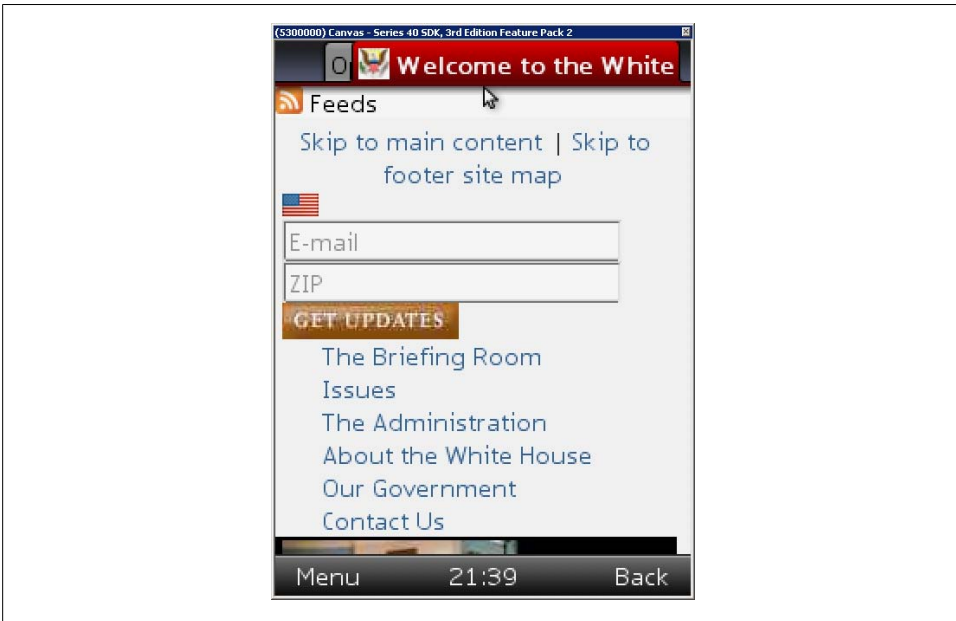 (5300000) Canvas - Series 40 SDK, 3rd Edition Feature Pack 2
O Welcome to the White
Feeds
Skip to main content | Skip to
footer site map
E-mail
ZIP
GET UPDATES
The Briefing Room
Issues
The Administration
About the White House
Our Government
Contact Us
Menu 21:39 Back